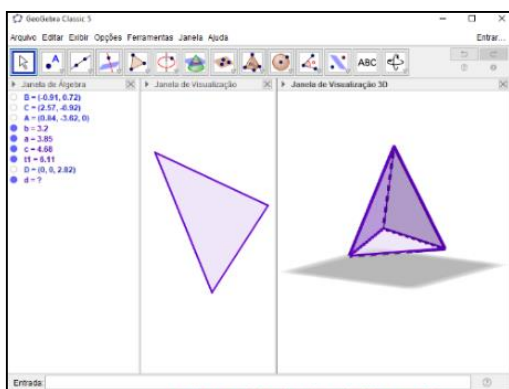 GeoGebra Classic 5
Arquivo Editar Exibir Opções Ferramentas Janela Ajuda
Entrar...
A
ABC
Janela de Álgebra
Janela de Visualização
Janela de Visualização 3D
B = (-0.91, 0.72)
C = (2.57, -0.92)
A = (0.84, -3.62, 0)
b = 3.2
a = 3.85
c = 4.68
t1 = 6.11
D = (0, 0, 2.82)
d = ?
Entrada: